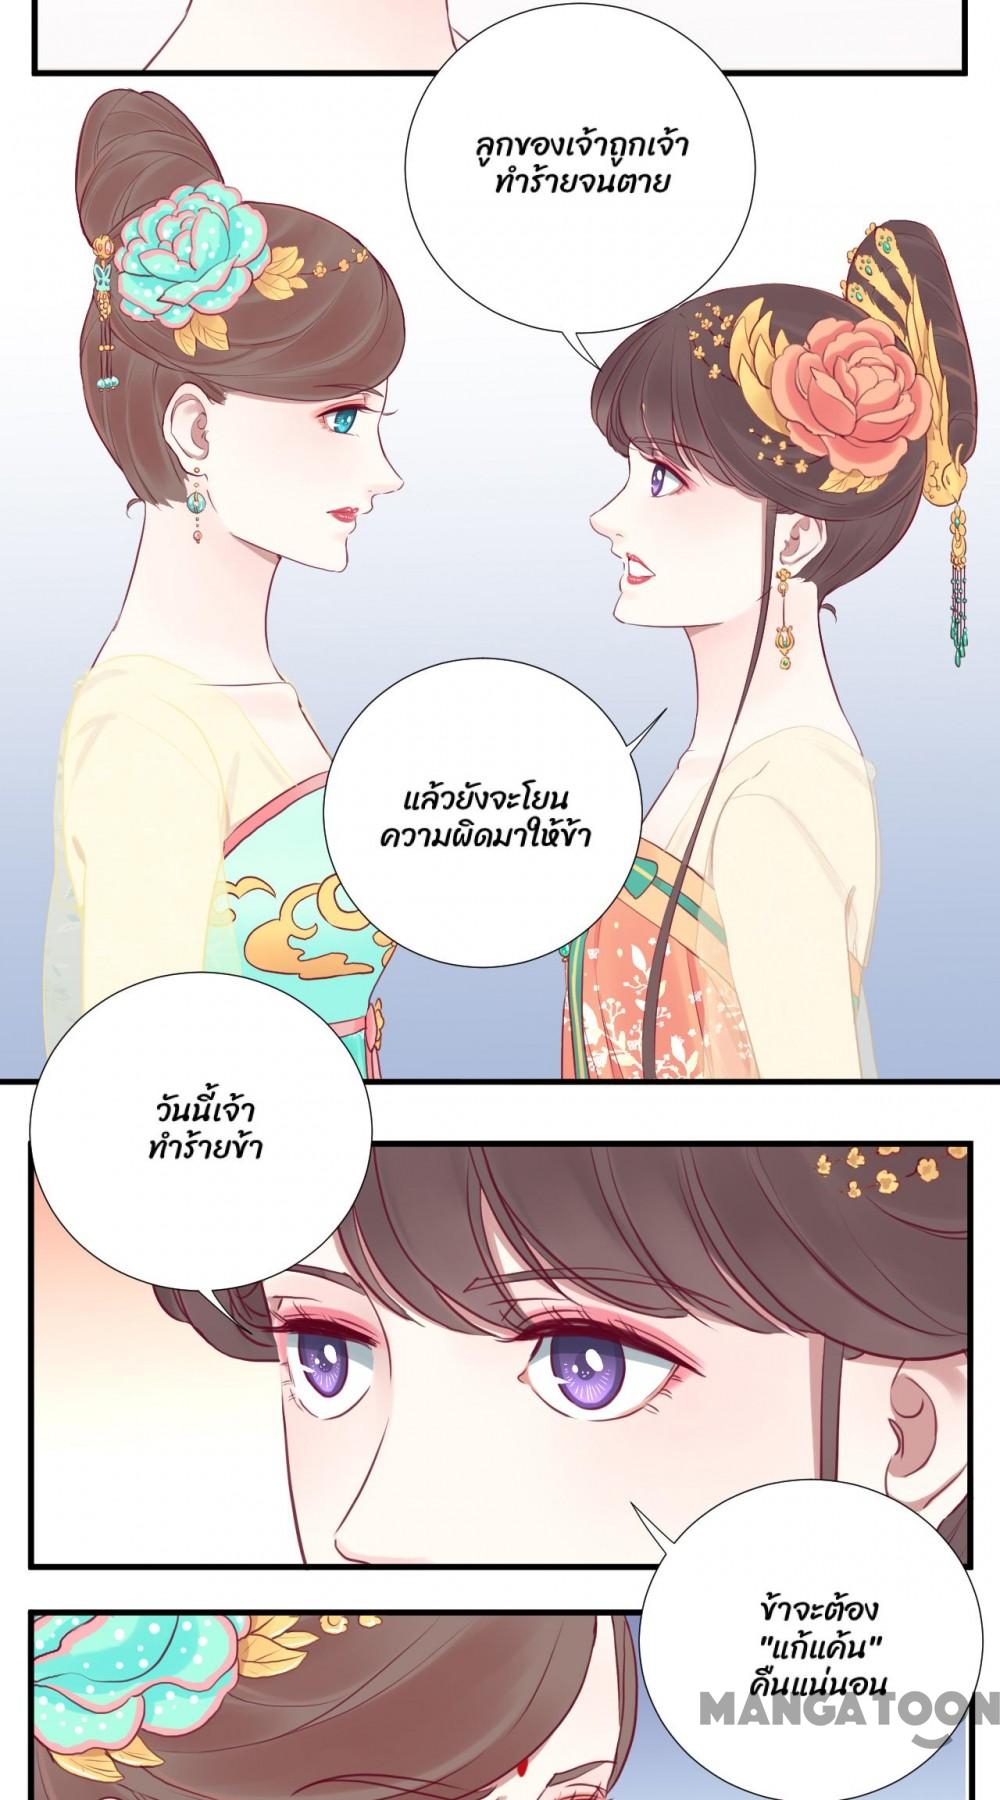 ลูกของเจ้าถูกเจ้า
ทำร้ายจนตาย
แล้วยังจะโยน
ความผิดมาให้ข้า
วันนี้เจ้า
ทำร้ายข้า
ข้าจะต้อง
"แก้แค้น"
คืนแน่นอน
MANGATOON